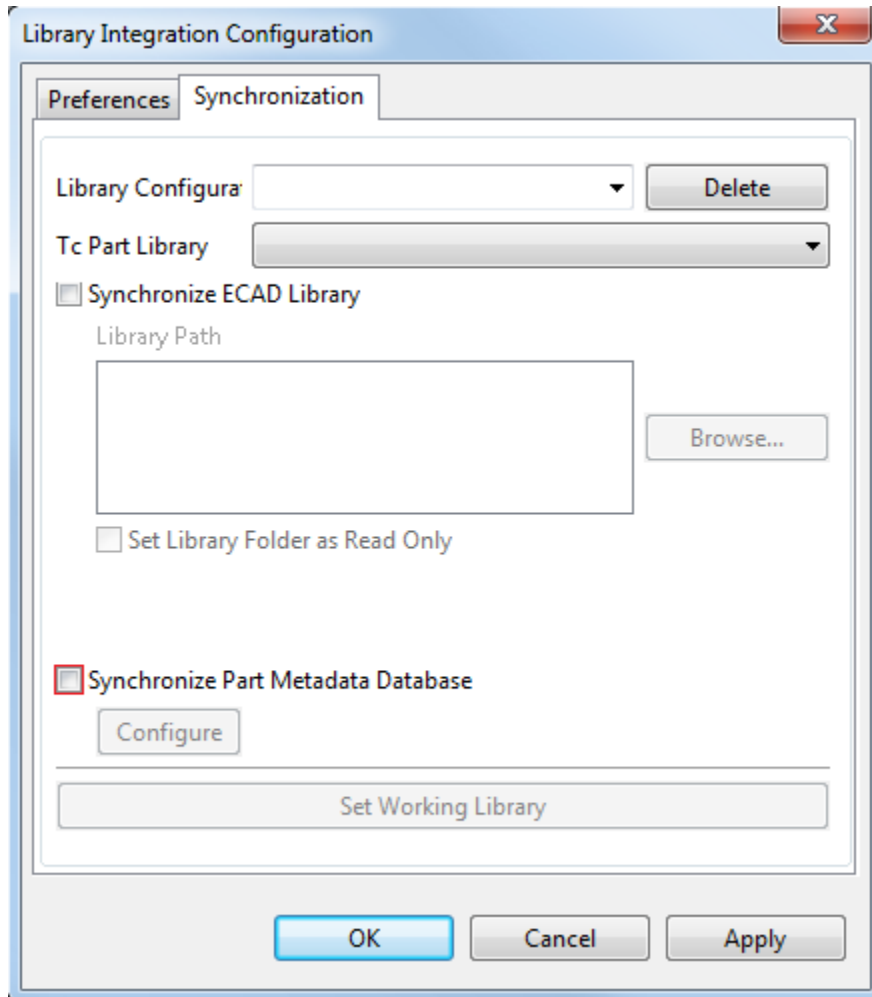 Library Integration Configuration
Preferences
Synchronization
Library Configurat
Delete
Tc Part Library
Synchronize ECAD Library
Library Path
Browse...
Set Library Folder as Read Only
Synchronize Part Metadata Database
Configure
Set Working Library
OK
Cancel
Apply